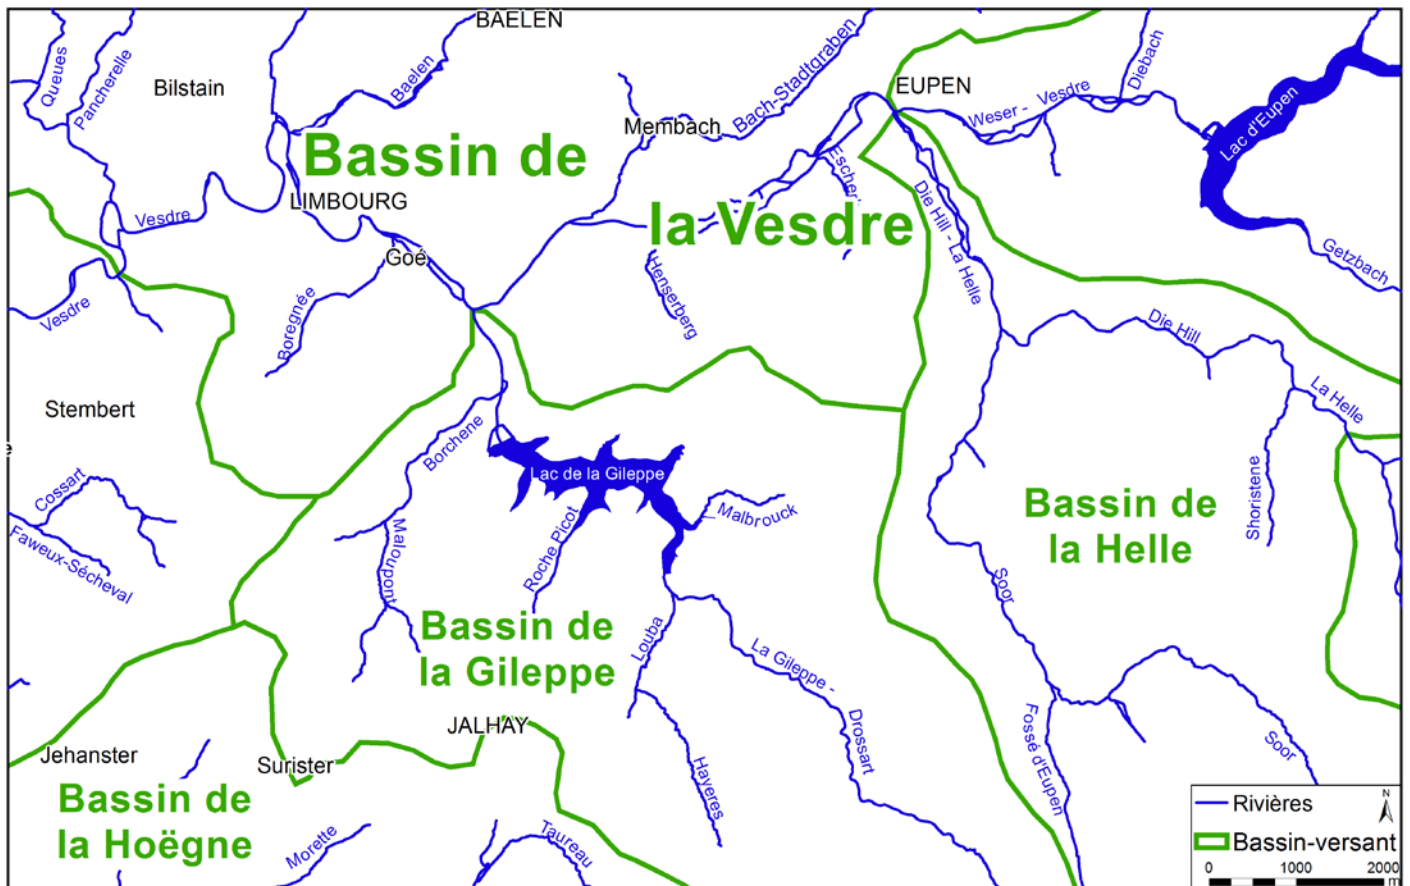 BAELEN
Queues
Pancherelle
Bilstain
Baelen
Bach-Stadtgraben
Diebach
EUPEN
Weser - Vesdre
Lac d'Eupen
Membach
Bassin de
la Vesdre
Escher
LIMBOURG
Vesdre
Die Hill - La Helle
Getzbach
Goé
Henserberg
Vesdre
Boregnée
Die Hill
La Helle
Stembert
e
Borchene
Lac de la Gileppe
Shoristene
Cossart
Malbrouck
Bassin de
la Helle
Faweux-Sécheval
Maloupont
Roche Picot
Soor
Bassin de
la Gileppe
Louba
La Gileppe -
Drossart
JALHAY
Fossé d'Eupen
Soor
Jehanster
Surister
Hayeres
Bassin de
la Hoëgne
Morette
Taureau
N
Rivières
Bassin-versant
0 1000 2000
m